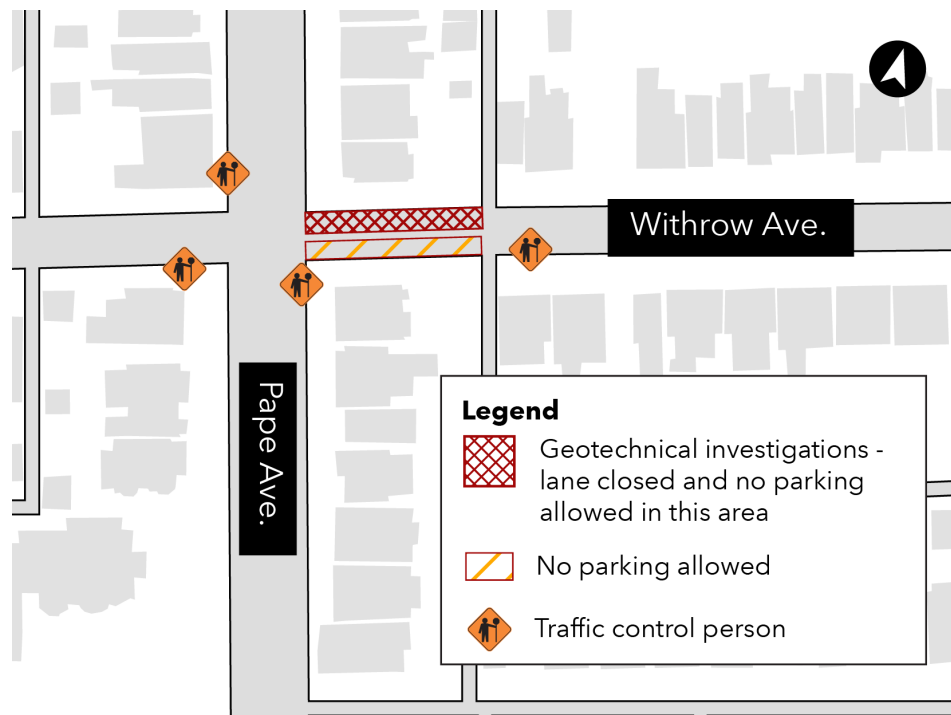 Withrow Ave.
Pape Ave.
Legend
Geotechnical investigations -
lane closed and no parking
allowed in this area
No parking allowed
Traffic control person